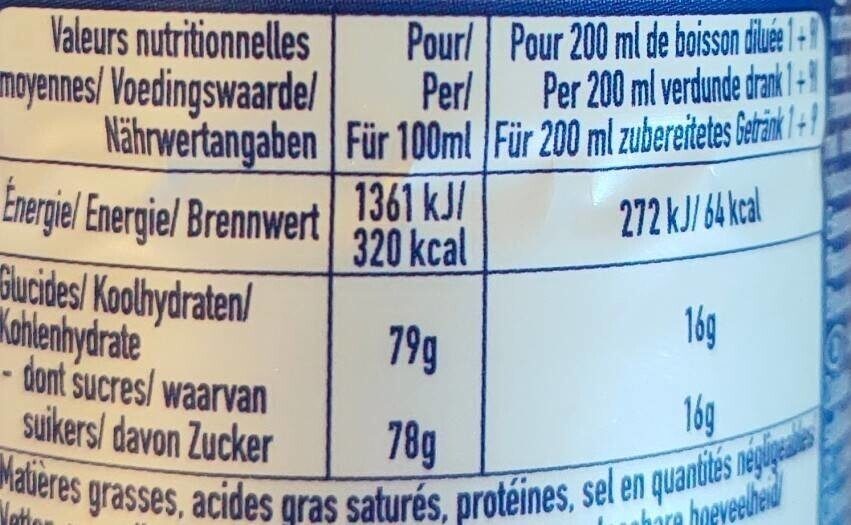 Valeurs nutritionnelles
moyennes/ Voedingswaarde/
Nährwertangaben
Pour/
Per/
Für 100ml
Pour 200 ml de boisson diluée 1 +
Per 200 ml verdunde drank 1 +
Für 200 ml zubereitetes Getränk 1 +
Énergie/ Energie/ Brennwert
1361 kJ/
320 kcal
272 kJ/ 64 kcal
Glucides/ Koolhydraten/
Kohlenhydrate
79g
16g
- dont sucres/ waarvan
suikers/ davon Zucker
78g
16g
Matières grasses, acides gras saturés, protéines, sel en quantités négligeables
hoeveelheid/